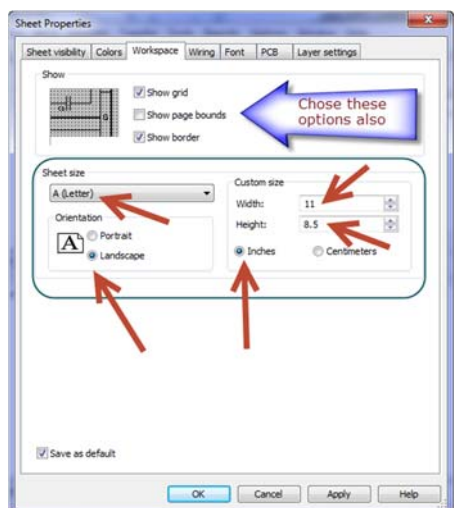 Sheet Properties
Sheet visibility Colors Workspace Wiring Font PCB Layer settings
Show
Show grid
Show page bounds
Show border
G
Chose these
options also
Sheet size
A (Letter)
Orientation
A
Portrait
Landscape
Custom size
Width: 11
Height: 8.5
Inches Centimeters
Save as default
OK Cancel Apply Help